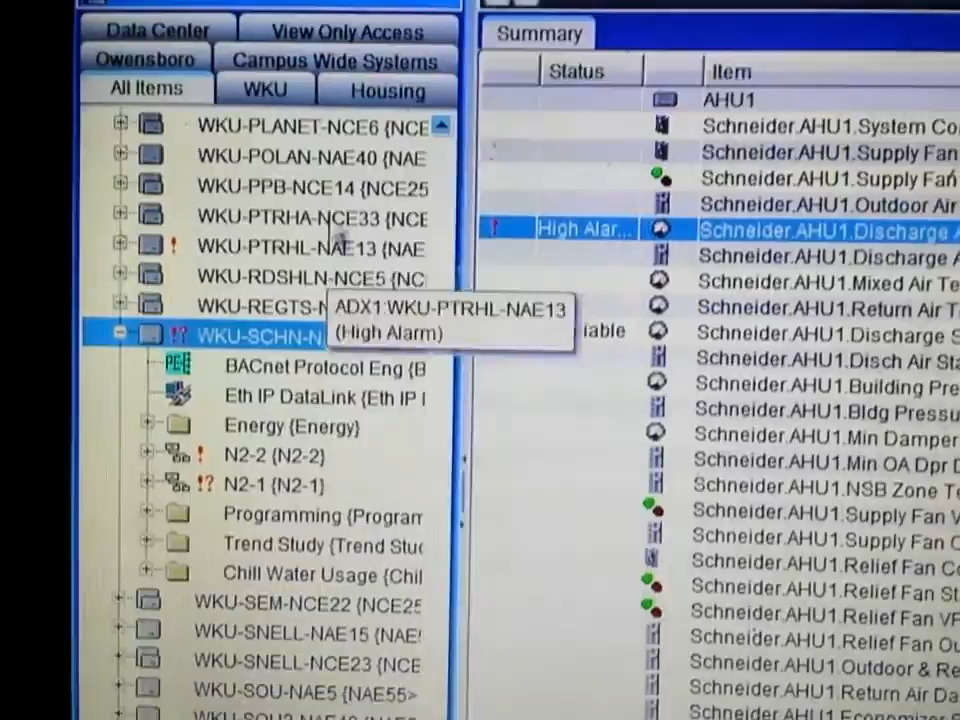 Data Center
View Only Access
Owensboro
Campus Wide Systems
All Items
WKU
Housing
WKU-PLANET-NCE6 {NCE
WKU-POLAN-NAE40 {NAE
WKU-PPB-NCE14 {NCE25
WKU-PTRHA-NCE33 {NCE
! WKU-PTRHL-NAE13 {NAE
WKU-RDSHLN-NCE5 {NC
WKU-REGTS-N
!? WKU-SCHN-N
ADX1:WKU-PTRHL-NAE13
(High Alarm)
BACnet Protocol Eng {B
Eth IP DataLink {Eth IP
Energy {Energy}
! N2-2 {N2-2}
!? N2-1 {N2-1}
Programming {Program
Trend Study {Trend Stud
Chill Water Usage {Chil
WKU-SEM-NCE22 {NCE25
WKU-SNELL-NAE15 {NAE
WKU-SNELL-NCE23 {NCE
WKU-SOU-NAE5 {NAE55>
Summary
Status
Item
AHU1
Schneider.AHU1.System Co
Schneider.AHU1.Supply Fan
Schneider.AHU1.Supply Fan
Schneider.AHU1.Outdoor Air
! High Alar... Schneider.AHU1.Discharge A
Schneider.AHU1.Discharge A
Schneider.AHU1.Mixed Air Te
Schneider.AHU1.Return Air T
iable Schneider.AHU1.Discharge S
Schneider.AHU1.Disch Air Sta
Schneider.AHU1.Building Pre
Schneider.AHU1.Bldg Pressu
Schneider.AHU1.Min Damper
Schneider.AHU1.Min OA Dpr D
Schneider.AHU1.NSB Zone Te
Schneider.AHU1.Supply Fan V
Schneider.AHU1.Supply Fan O
Schneider.AHU1.Relief Fan Co
Schneider.AHU1.Relief Fan St
Schneider.AHU1.Relief Fan VF
Schneider.AHU1.Relief Fan Ou
Schneider.AHU1.Outdoor & Re
Schneider.AHU1.Return Air Da
Schneider.AHU1.Economizer